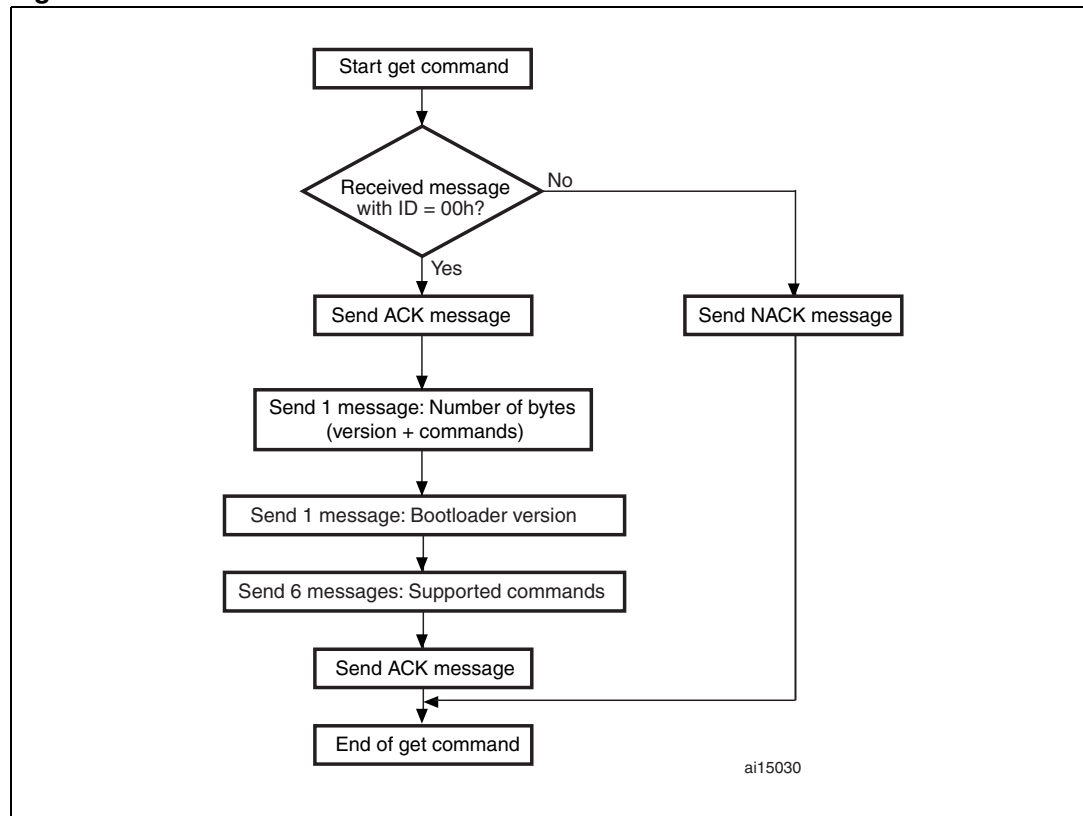 Start get command
Received message
with ID = 00h?
No
Yes
Send ACK message
Send NACK message
Send 1 message: Number of bytes
(version + commands)
Send 1 message: Bootloader version
Send 6 messages: Supported commands
Send ACK message
End of get command
ai15030